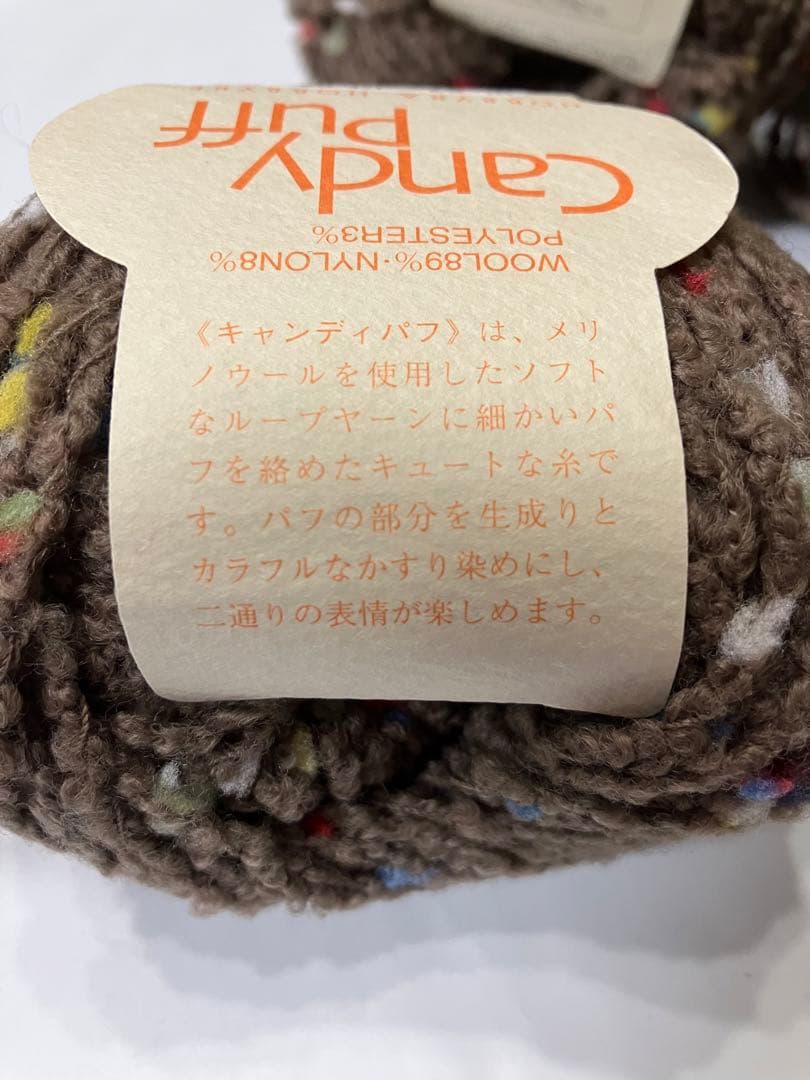 Candy
puff
WOOL89%・NYLON8%
POLYESTER3%
《キャンディパフ》は、メリ
ノウールを使用したソフト
なループヤーンに細かいパ
フを絡めたキュートな糸で
す。パフの部分を生成りと
カラフルなかすり染めにし、
二通りの表情が楽しめます。